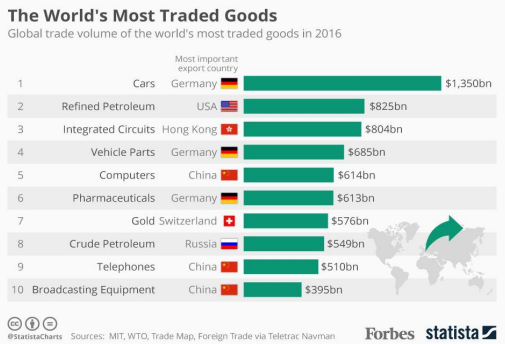 The World's Most Traded Goods
Global trade volume of the world's most traded goods in 2016
Most important
export country
1 Cars Germany $1,350bn
2 Refined Petroleum USA $825bn
3 Integrated Circuits Hong Kong $804bn
4 Vehicle Parts Germany $685bn
5 Computers China $614bn
6 Pharmaceuticals Germany $613bn
7 Gold Switzerland $576bn
8 Crude Petroleum Russia $549bn
9 Telephones China $510bn
10 Broadcasting Equipment China $395bn
@StatistaCharts Sources: MIT, WTO, Trade Map, Foreign Trade via Teletrac Navman
Forbes statista